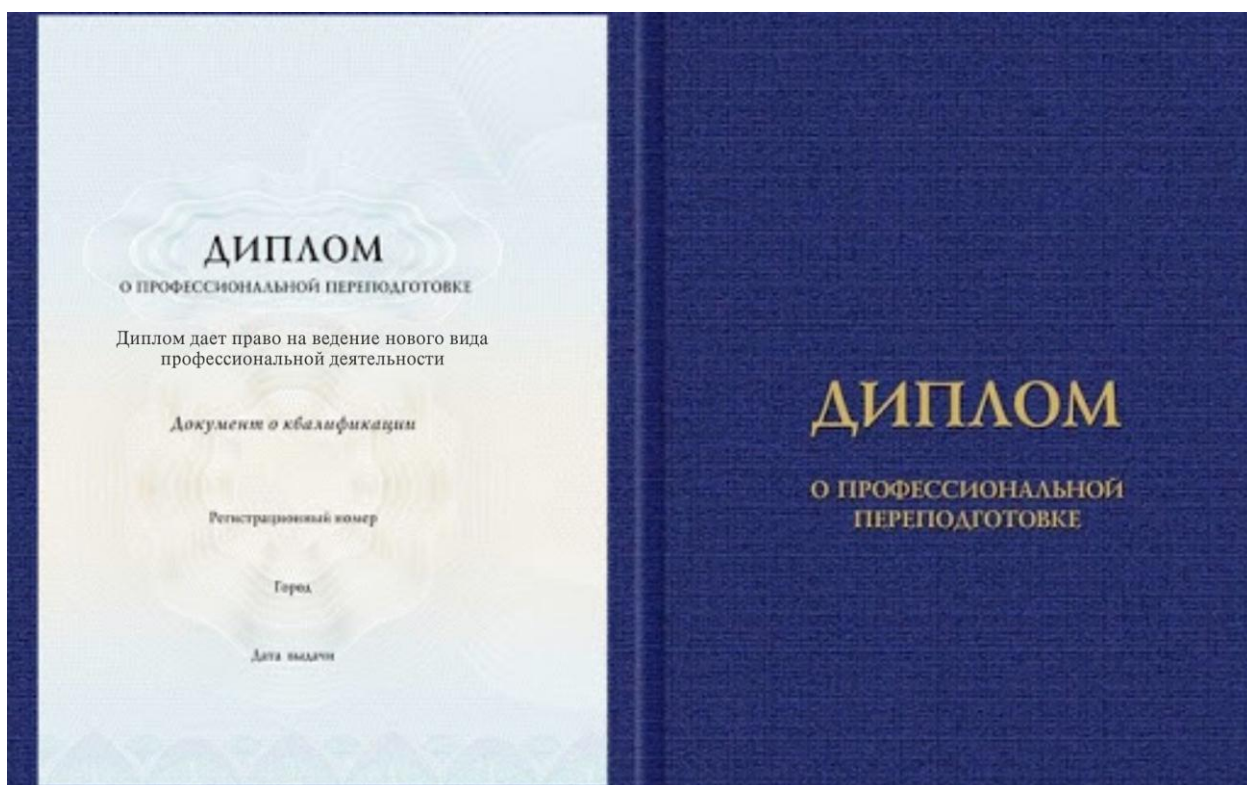 ДИПЛОМ
О ПРОФЕССИОНАЛЬНОЙ ПЕРЕПОДГОТОВКЕ
Диплом дает право на ведение нового вида
профессиональной деятельности
Документ о квалификации
Регистрационный номер
Город
Дата выдачи
ДИПЛОМ
О ПРОФЕССИОНАЛЬНОЙ
ПЕРЕПОДГОТОВКЕ